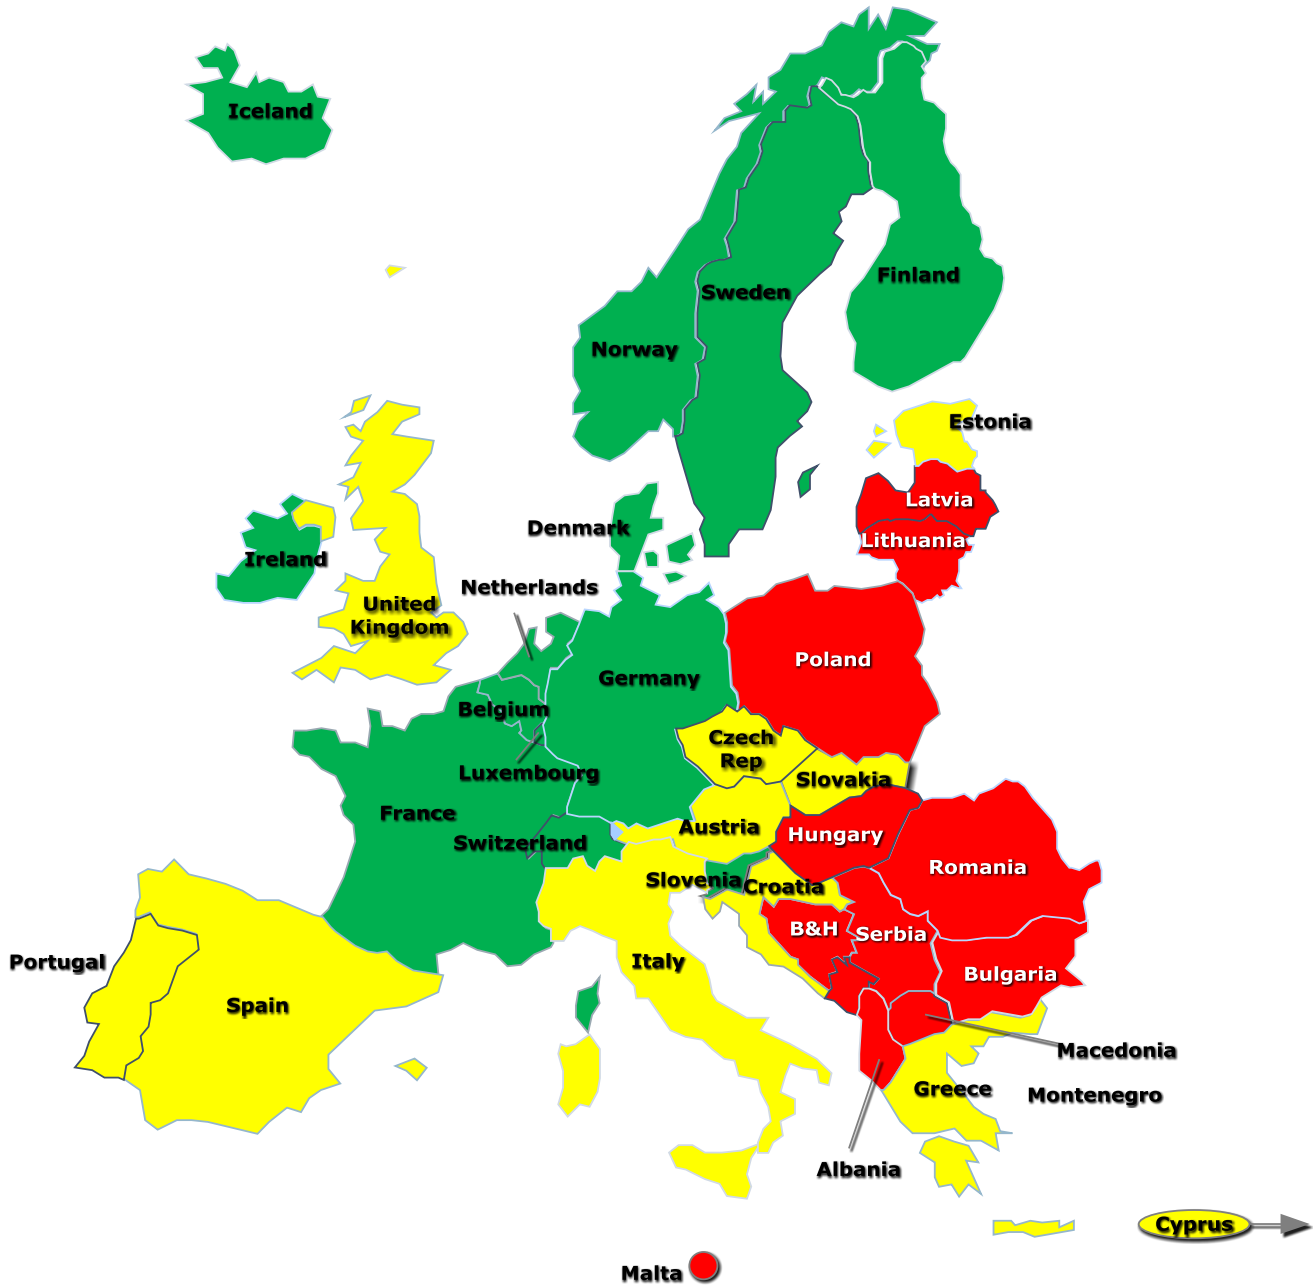 Iceland
Finland
Sweden
Norway
Estonia
Latvia
Denmark
Lithuania
Ireland
Netherlands
United
Kingdom
Poland
Germany
Belgium
Czech
Rep
Luxembourg
Slovakia
France
Austria
Hungary
Switzerland
Romania
Slovenia
Croatia
B&H
Serbia
Portugal
Italy
Bulgaria
Spain
Macedonia
Greece
Montenegro
Albania
Cyprus
Malta